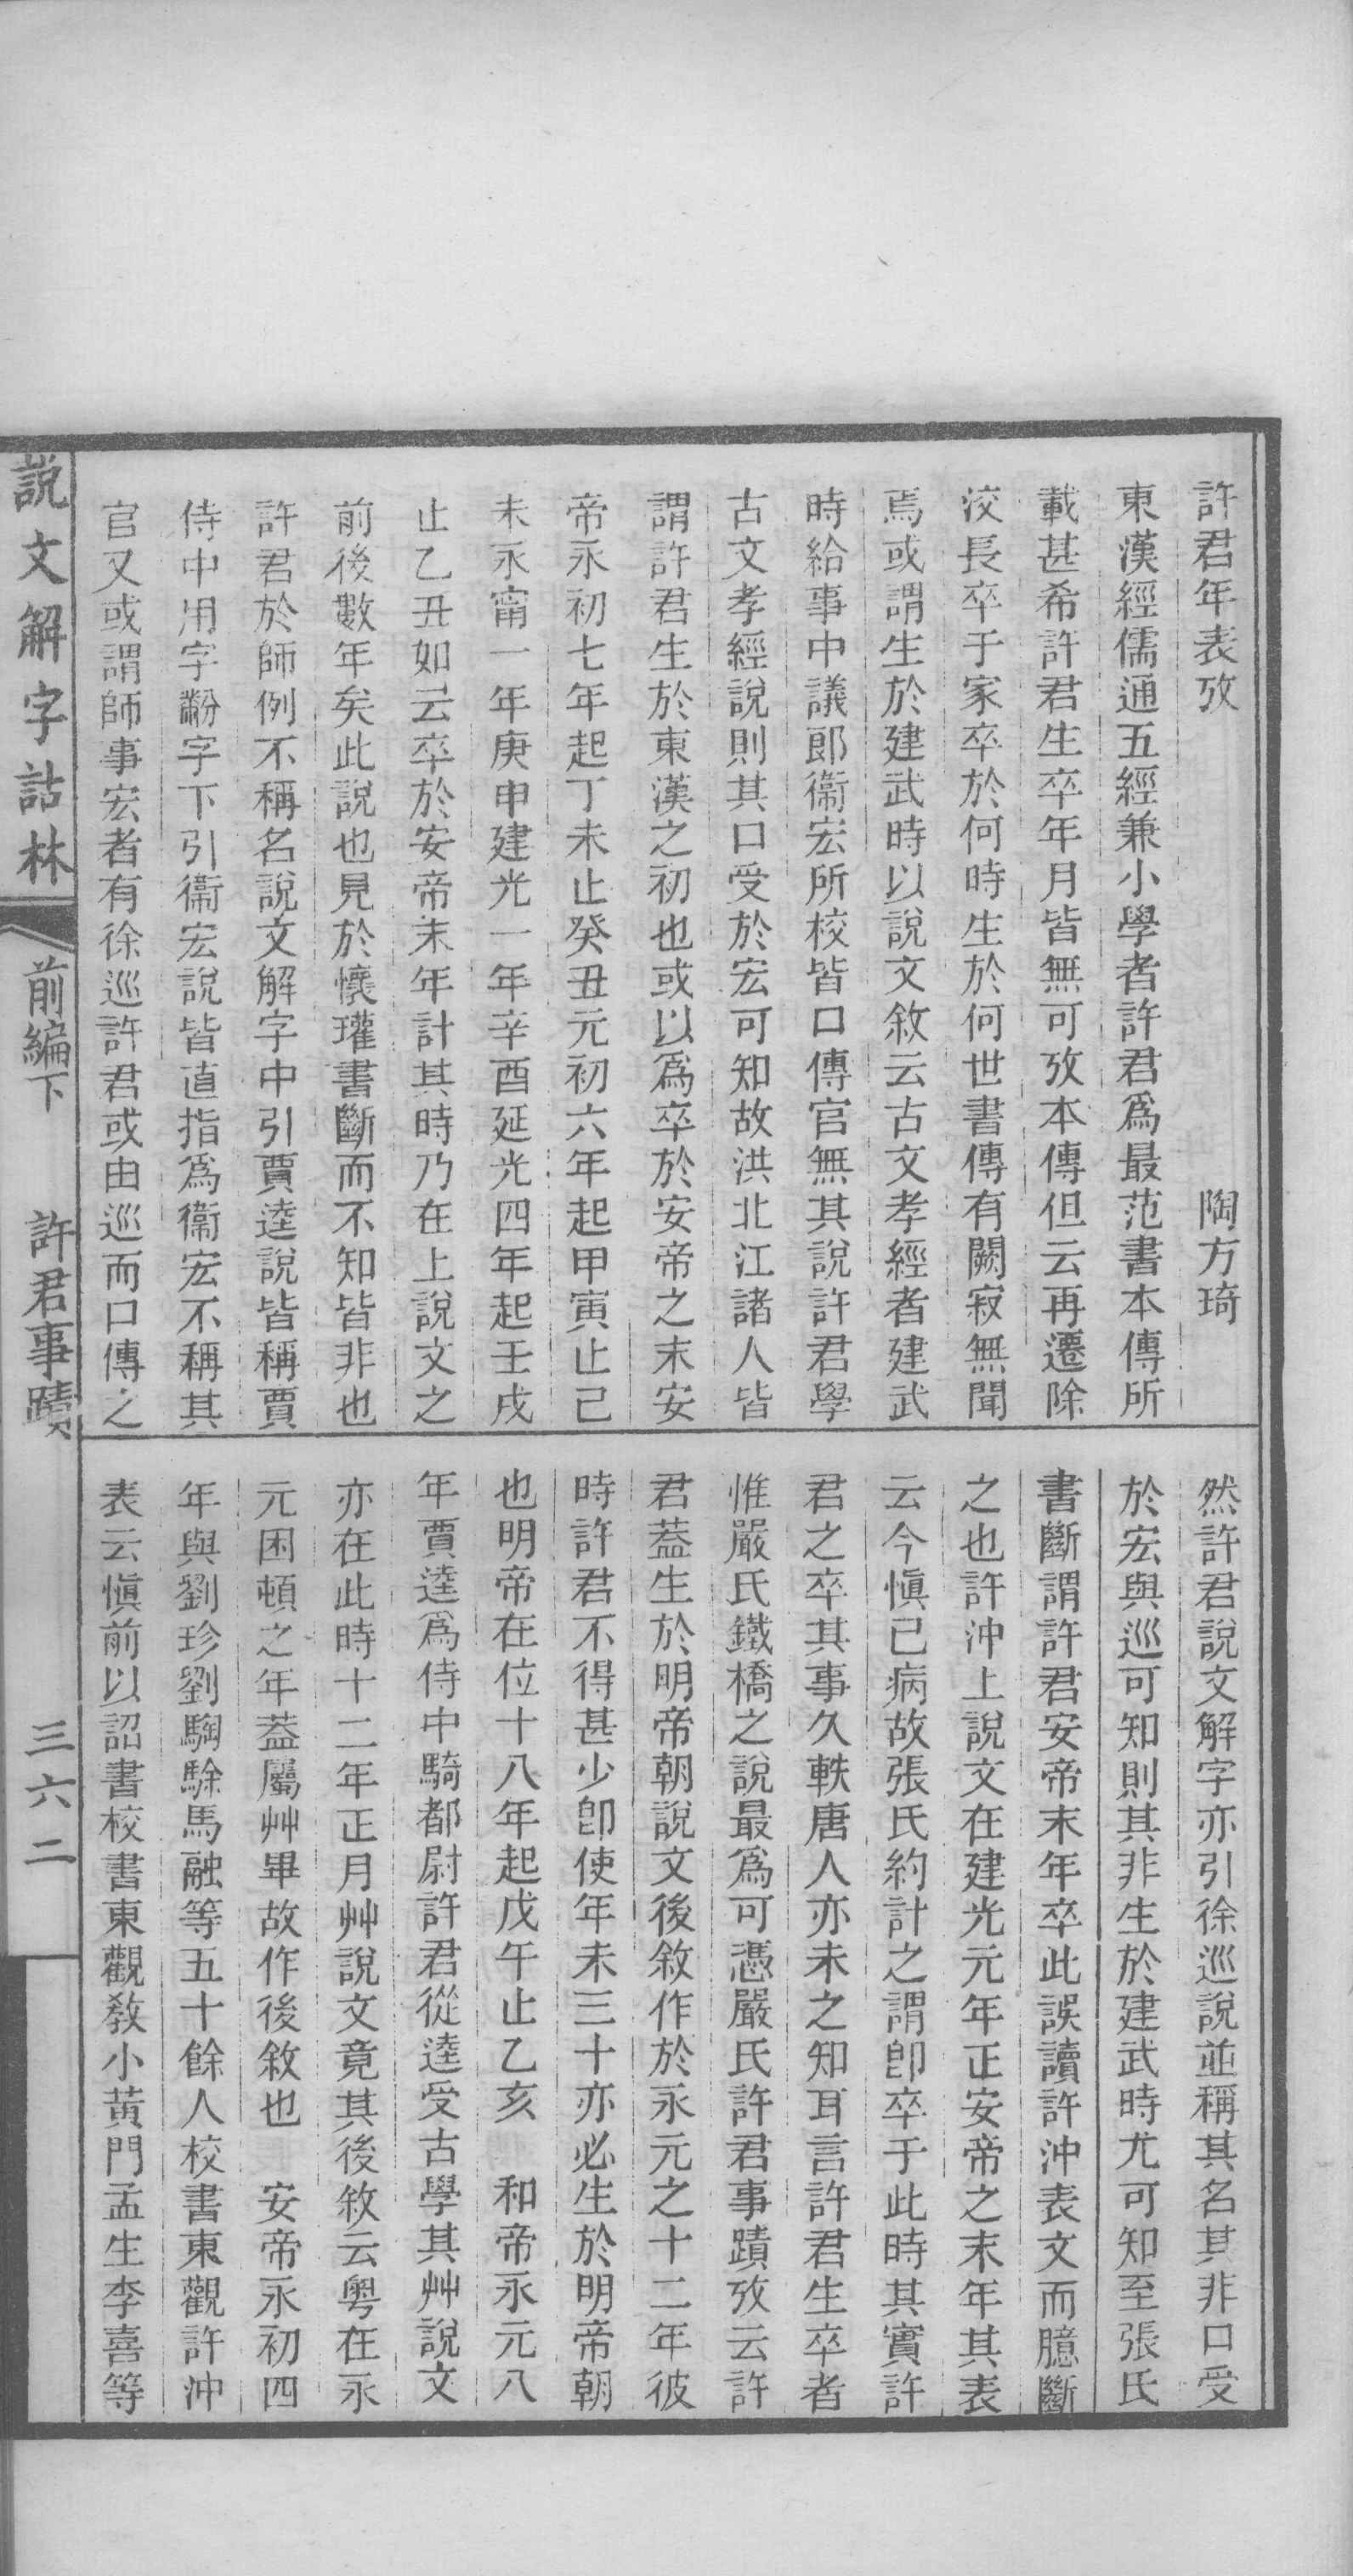 許君年表攷　陶方琦
東漢經儒通五經兼小學者許君爲最范書本傳所
載甚希許君生卒年月皆無可攷本傳但云再遷除
洨長卒于家卒於何時生於何世書傳有闕寂無聞
焉或謂生於建武時以說文敘云古文孝經者建武
時給事中議郎衞宏所校皆口傳官無其說許君學
古文孝經說則其口受於宏可知故洪北江諸人皆
謂許君生於東漢之初也或以爲卒於安帝之末安
帝永初七年起丁未止癸丑元初六年起甲寅止己
未永甯一年庚申建光一年辛酉延光四年起壬戌
止乙丑如云卒於安帝末年計其時乃在上說文之
前後數年矣此說也見於懷瓘書斷而不知皆非也
許君於師例不稱名說文解字中引賈逵說皆稱賈
侍中用字黺字下引衞宏說皆直指爲衞宏不稱其
官又或謂師事宏者有徐巡許君或由巡而口傳之
然許君說文解字亦引徐巡說並稱其名其非口受
於宏與巡可知則其非生於建武時尤可知至張氏
書斷謂許君安帝末年卒此誤讀許沖表文而臆斷
之也許沖上說文在建光元年正安帝之末年其表
云今愼已病故張氏約計之謂卽卒于此時其實許
君之卒其事久軼唐人亦未之知耳言許君生卒者
惟嚴氏鐵橋之說最爲可憑嚴氏許君事蹟攷云許
君葢生於明帝朝說文後敘作於永元之十二年彼
時許君不得甚少卽使年未三十亦必生於明帝朝
也明帝在位十八年起戊午止乙亥　和帝永元八
年賈逵爲侍中騎都尉許君從逵受古學其艸說文
亦在此時十二年正月艸說文竟其後敘云粵在永
元困頓之年葢屬艸畢故作後敘也　安帝永初四
年與劉珍劉騊駼馬融等五十餘人校書東觀許沖
表云愼前以詔書校書東觀敎小黃門孟生李喜等
說文解字詁林　前編下　許君事蹟　三六二